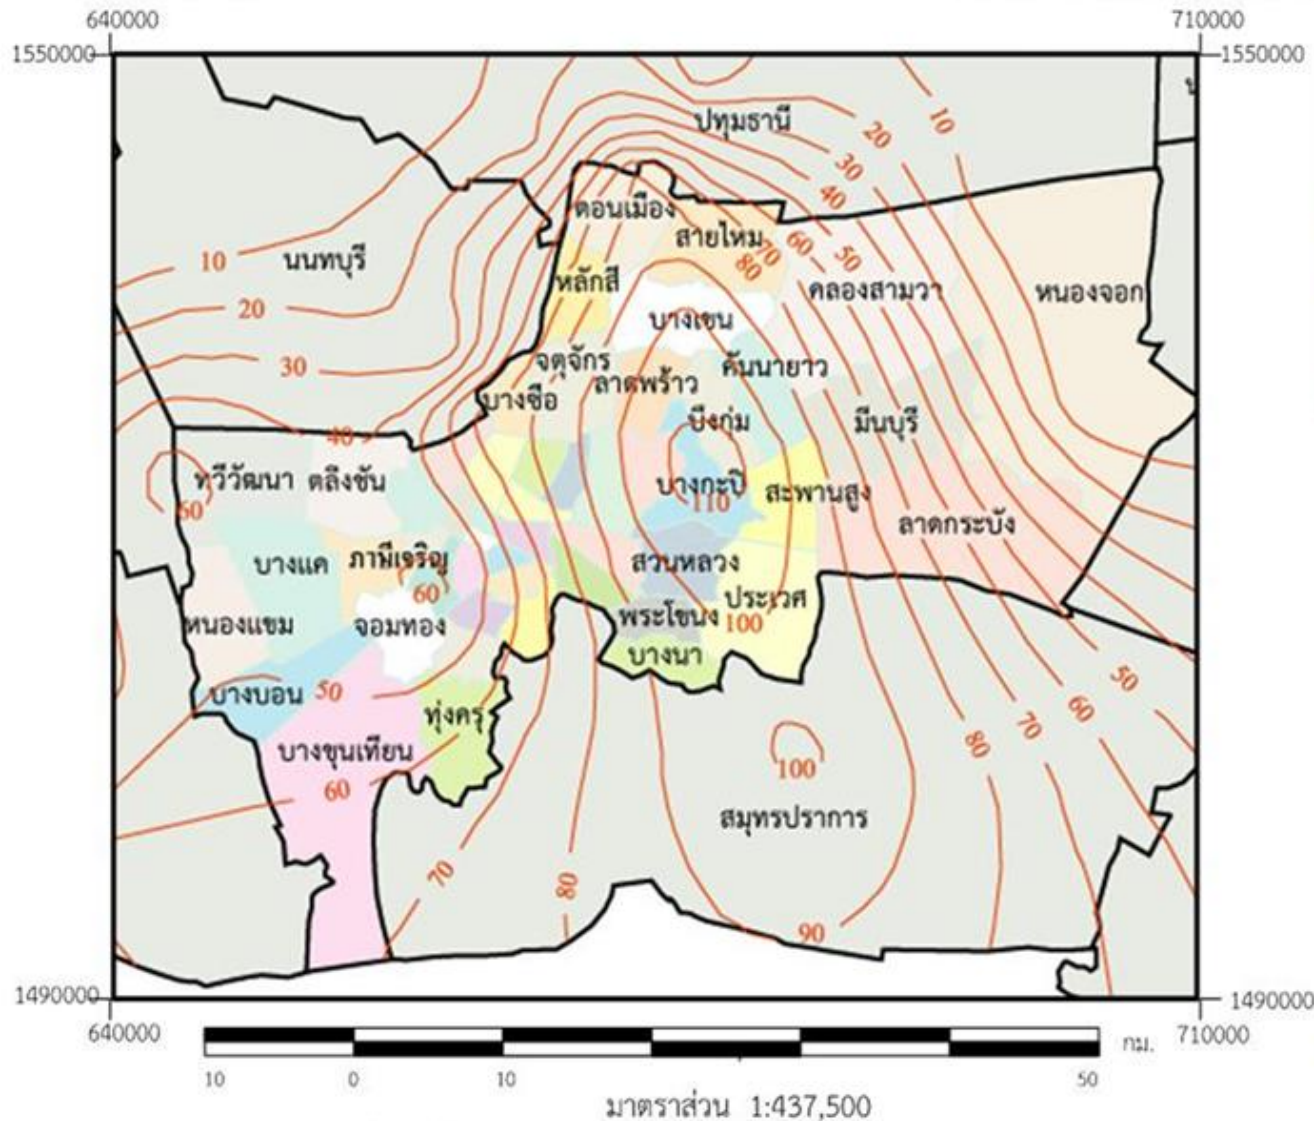 640000
710000
1550000
1550000
ปทุมธานี
10
20
30
40
ดอนเมือง
สายไหม
60
70
50
80
10
นนทบุรี
หลักสี่
คลองสามวา
หนองจอก
20
บางเขน
จตุจักร
คันนายาว
30
ลาดพร้าว
บางซื่อ
บึงกุ่ม
มีนบุรี
40
ทวีวัฒนา
ตลิ่งชัน
บางกะปิ
สะพานสูง
60
110
ลาดกระบัง
บางแค
ภาษีเจริญ
สวนหลวง
60
ประเวศ
หนองแขม
จอมทอง
พระโขนง
100
บางนา
50
บางบอน
50
ทุ่งครุ
60
70
80
บางขุนเทียน
100
60
สมุทรปราการ
70
80
90
1490000
1490000
640000
710000
กม.
10
0
10
50
มาตราส่วน 1:437,500